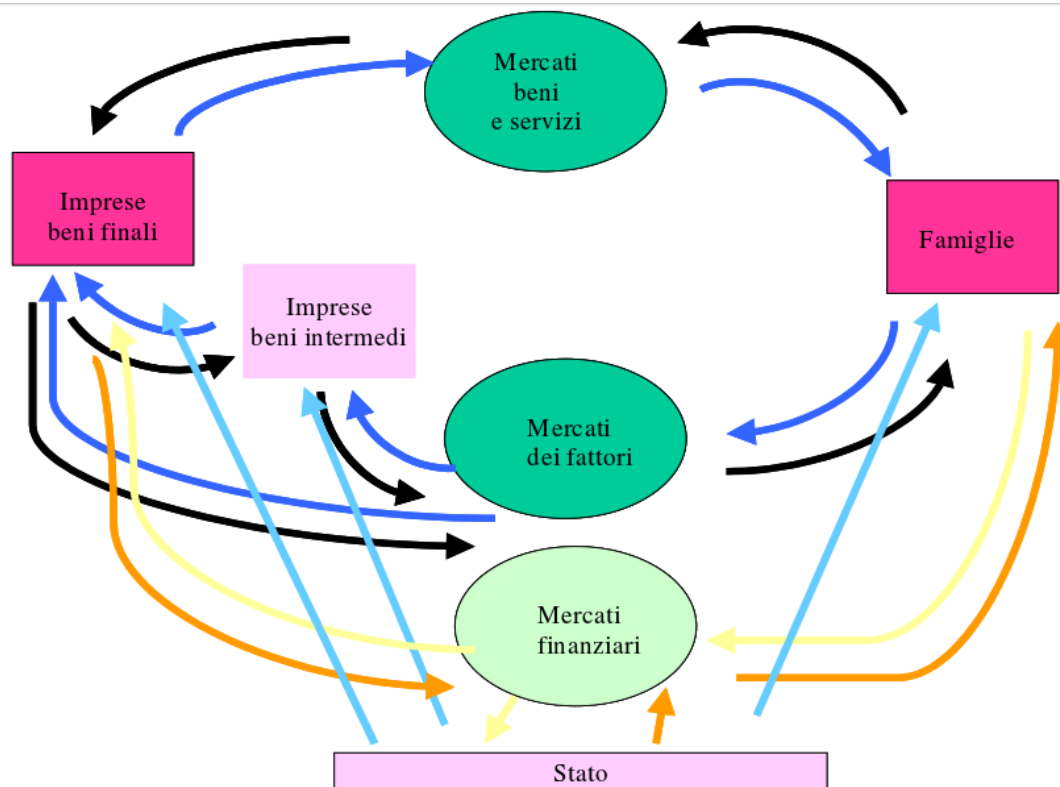 Mercati
beni
e servizi
Imprese
beni finali
Famiglie
Imprese
beni intermedi
Mercati
dei fattori
Mercati
finanziari
Stato